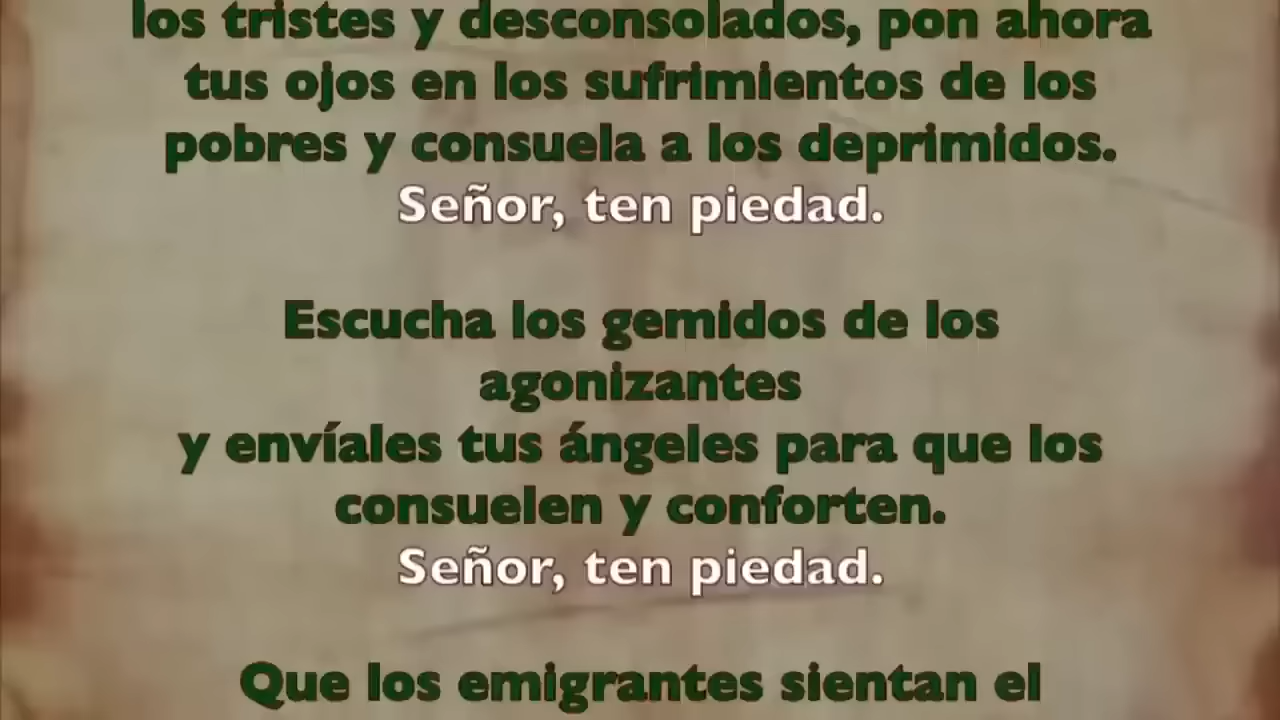 los tristes y desconsolados, pon ahora
tus ojos en los sufrimientos de los
pobres y consuela a los deprimidos.
Señor, ten piedad.
Escucha los gemidos de los
agonizantes
y envíales tus ángeles para que los
consuelen y conforten.
Señor, ten piedad.
Que los emigrantes sientan el